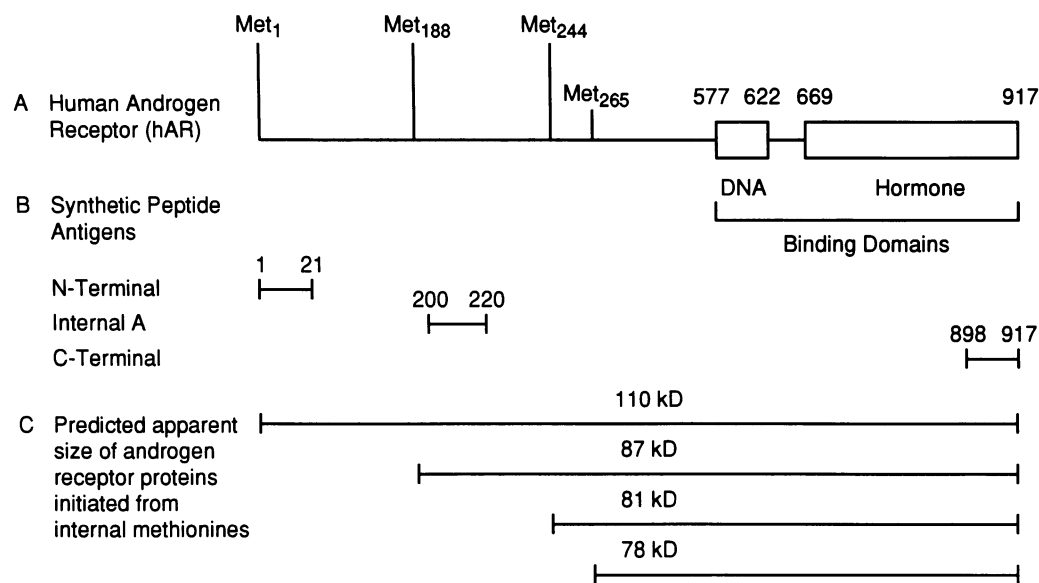 Met1 Met188 Met244
Met265
577 622 669 917
A Human Androgen
Receptor (hAR)
DNA Hormone
Binding Domains
B Synthetic Peptide
Antigens
1 21
N-Terminal
200 220
Internal A
898 917
C-Terminal
110 kD
C Predicted apparent
size of androgen
receptor proteins
initiated from
internal methionines
87 kD
81 kD
78 kD